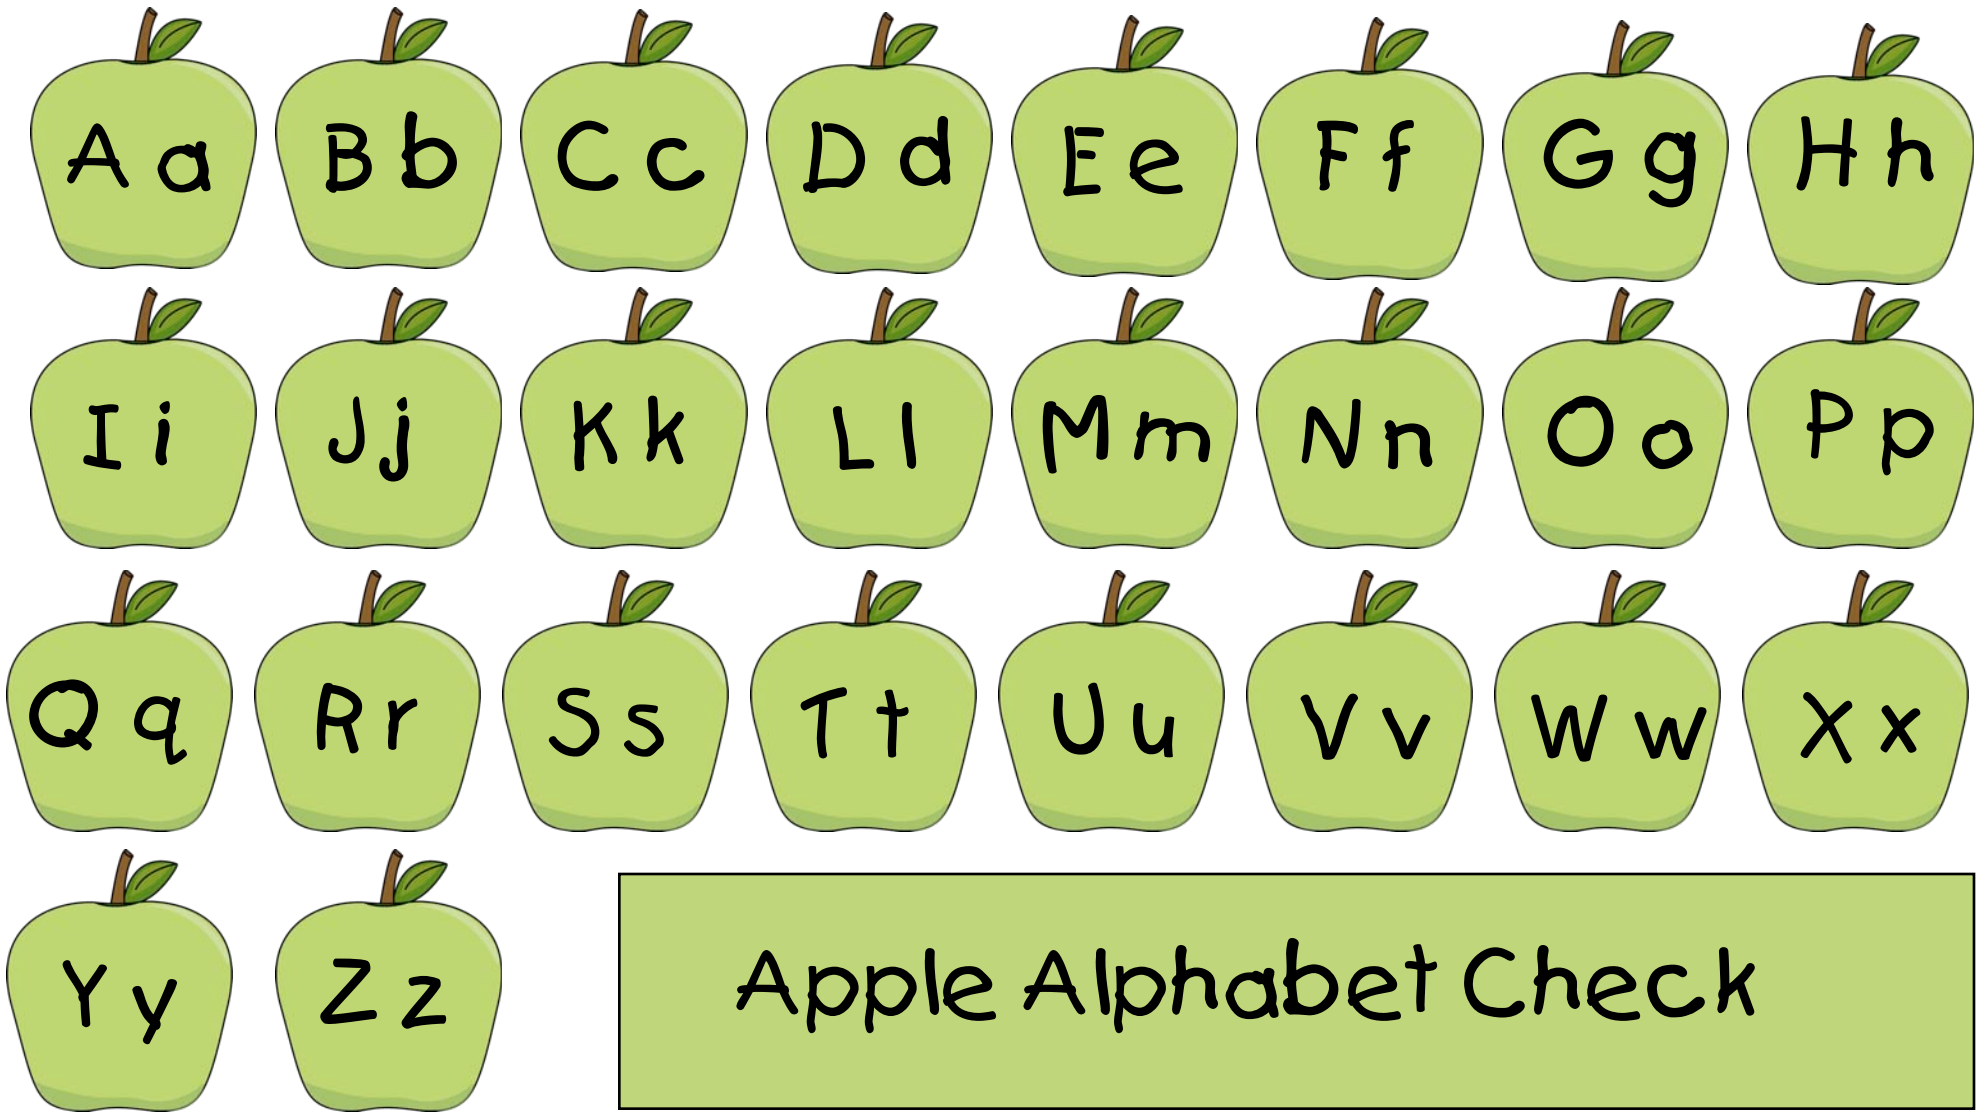 Aa Bb Cc Dd Ee Ff Gg Hh
Ii Jj Kk Ll Mm Nn Oo Pp
Qq Rr Ss Tt Uu Vv Ww Xx
Yy Zz
Apple Alphabet Check